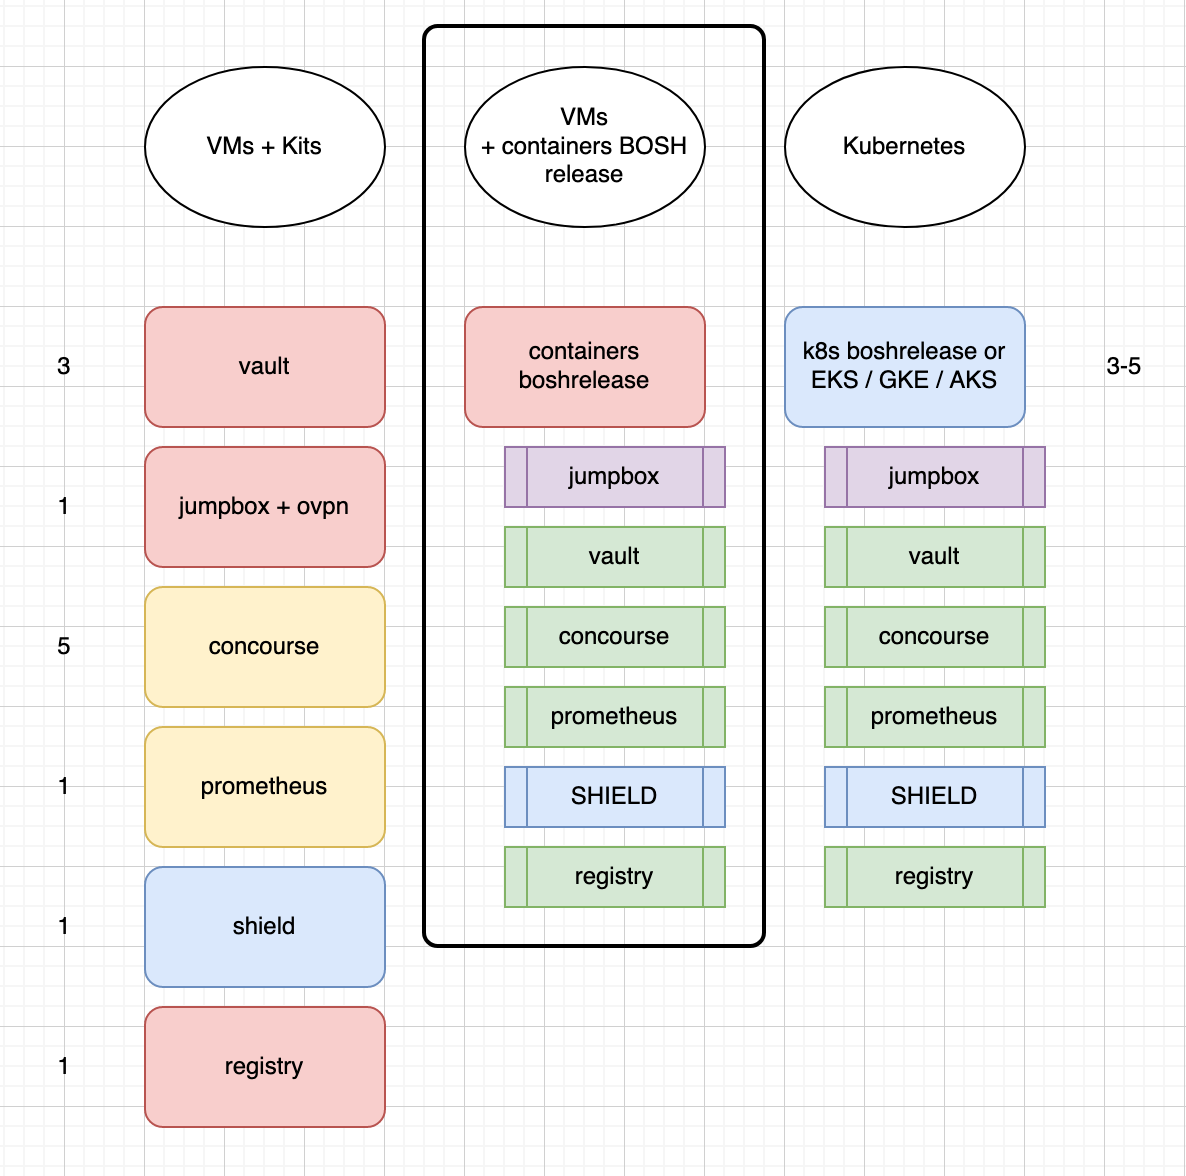 VMs + Kits
VMs
+ containers BOSH
release
Kubernetes
3
vault
containers
boshrelease
k8s boshrelease or
EKS / GKE / AKS
3-5
1
jumpbox + ovpn
jumpbox
jumpbox
vault
vault
5
concourse
concourse
concourse
1
prometheus
prometheus
prometheus
SHIELD
SHIELD
registry
registry
1
shield
1
registry